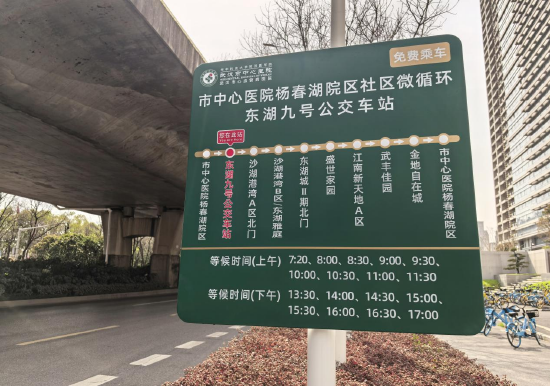 免费乘车
武汉市中心医院
市中心医院杨春湖院区社区微循环
东湖九号公交车站
您在此站
市中心医院杨春湖院区
东湖九号公交车站
沙湖港湾A区北门
沙湖港湾B区/东湖雅庭
东湖城II期北门
盛世家园
江南新天地A区
武丰佳园
金地自在城
市中心医院杨春湖院区
等候时间(上午) 7:20、8:00、8:30、9:00、9:30、
10:00、10:30、11:00、11:30
等候时间(下午) 13:30、14:00、14:30、15:00、
15:30、16:00、16:30、17:00